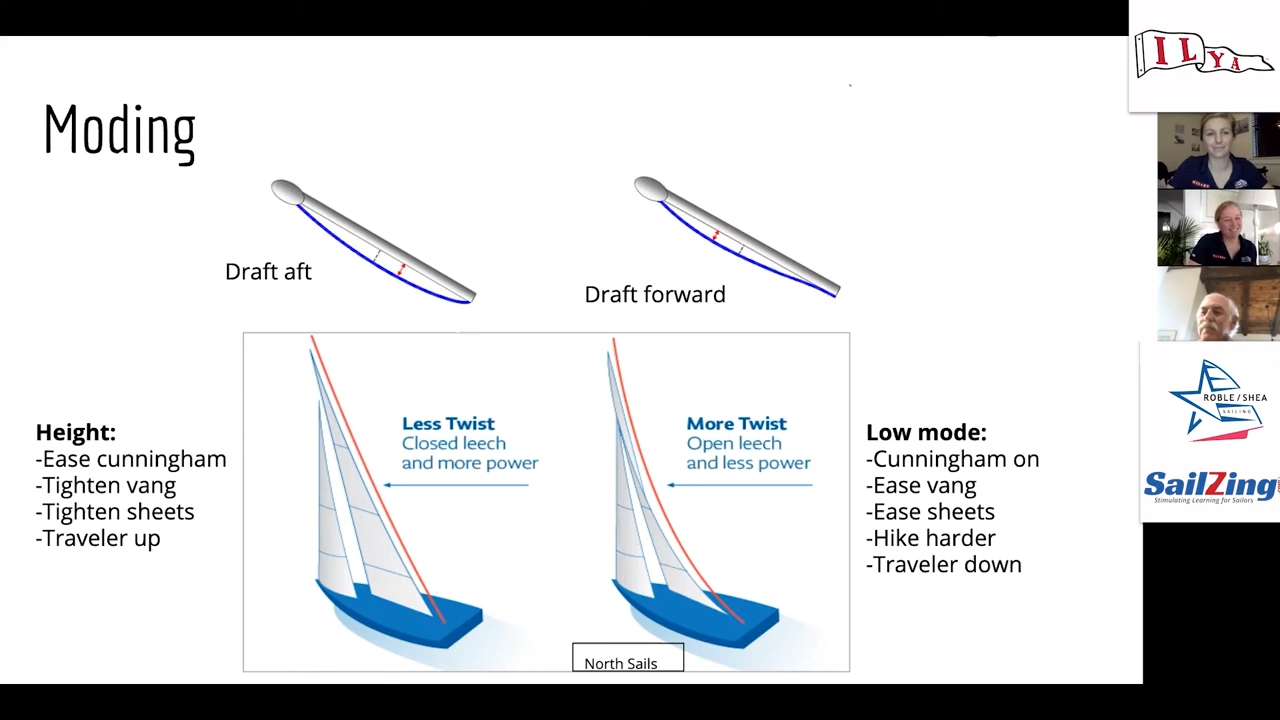 ILYA
Moding
Draft aft
Draft forward
Less Twist
Closed leech
and more power
More Twist
Open leech
and less power
Height:
-Ease cunningham
-Tighten vang
-Tighten sheets
-Traveler up
Low mode:
-Cunningham on
-Ease vang
-Ease sheets
-Hike harder
-Traveler down
North Sails
ROBLE/SHEA
SAILING
SailZing
Stimulating Learning for Sailors